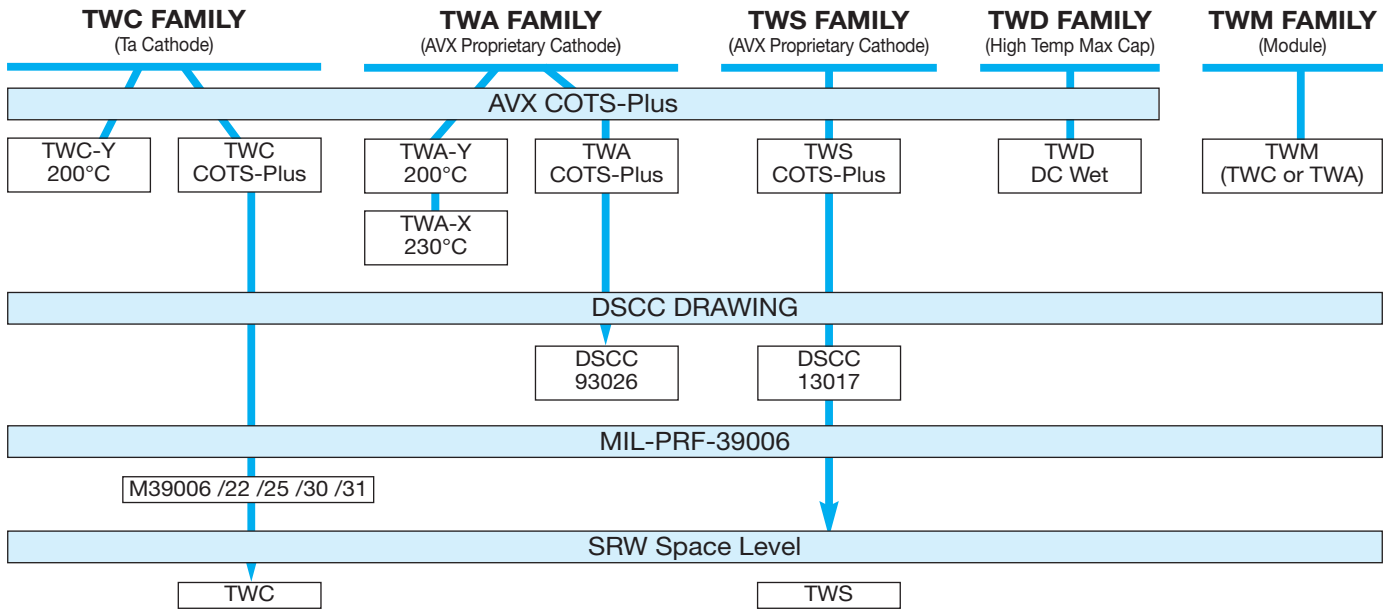 TWC FAMILY
(Ta Cathode)
TWA FAMILY
(AVX Proprietary Cathode)
TWS FAMILY
(AVX Proprietary Cathode)
TWD FAMILY
(High Temp Max Cap)
TWM FAMILY
(Module)
AVX COTS-Plus
TWC-Y
200°C
TWC
COTS-Plus
TWA-Y
200°C
TWA
COTS-Plus
TWS
COTS-Plus
TWD
DC Wet
TWM
(TWC or TWA)
TWA-X
230°C
DSCC DRAWING
DSCC
93026
DSCC
13017
MIL-PRF-39006
M39006 /22 /25 /30 /31
SRW Space Level
TWC
TWS